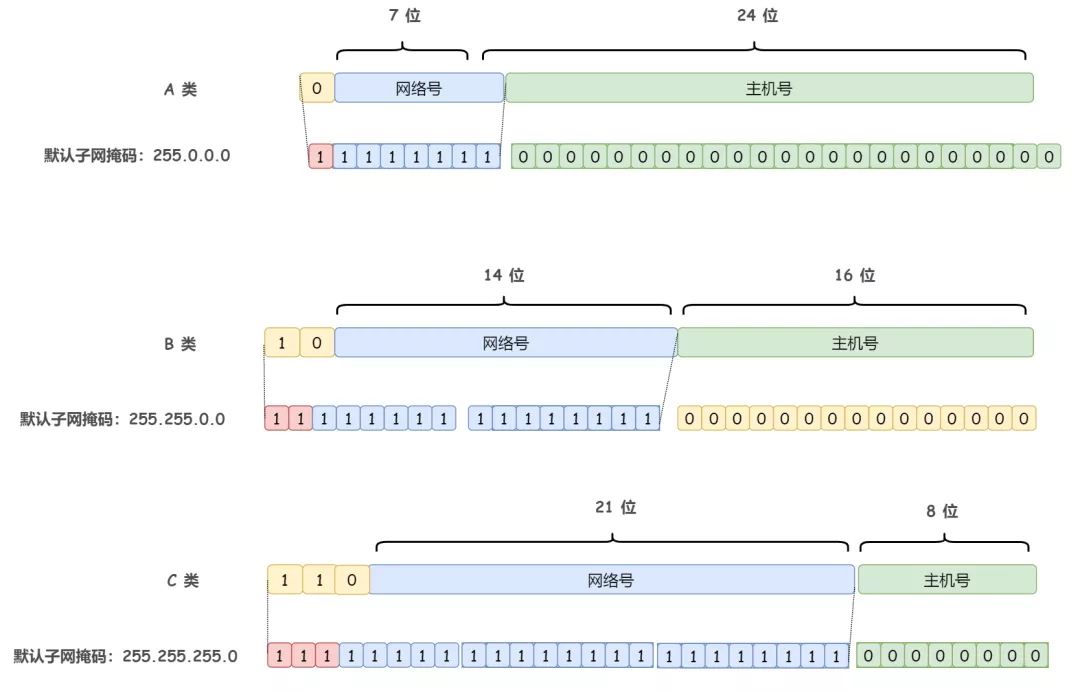 7 位
24 位
A 类
0
网络号
主机号
默认子网掩码：255.0.0.0
1 1 1 1 1 1 1 1 0 0 0 0 0 0 0 0 0 0 0 0 0 0 0 0 0 0 0 0 0 0 0
14 位
16 位
B 类
1 0
网络号
主机号
默认子网掩码：255.255.0.0
1 1 1 1 1 1 1 1 1 1 1 1 1 1 1 1 0 0 0 0 0 0 0 0 0 0 0 0 0 0 0
21 位
8 位
C 类
1 1 0
网络号
主机号
默认子网掩码：255.255.255.0
1 1 1 1 1 1 1 1 1 1 1 1 1 1 1 1 1 1 1 1 1 1 1 1 0 0 0 0 0 0 0 0